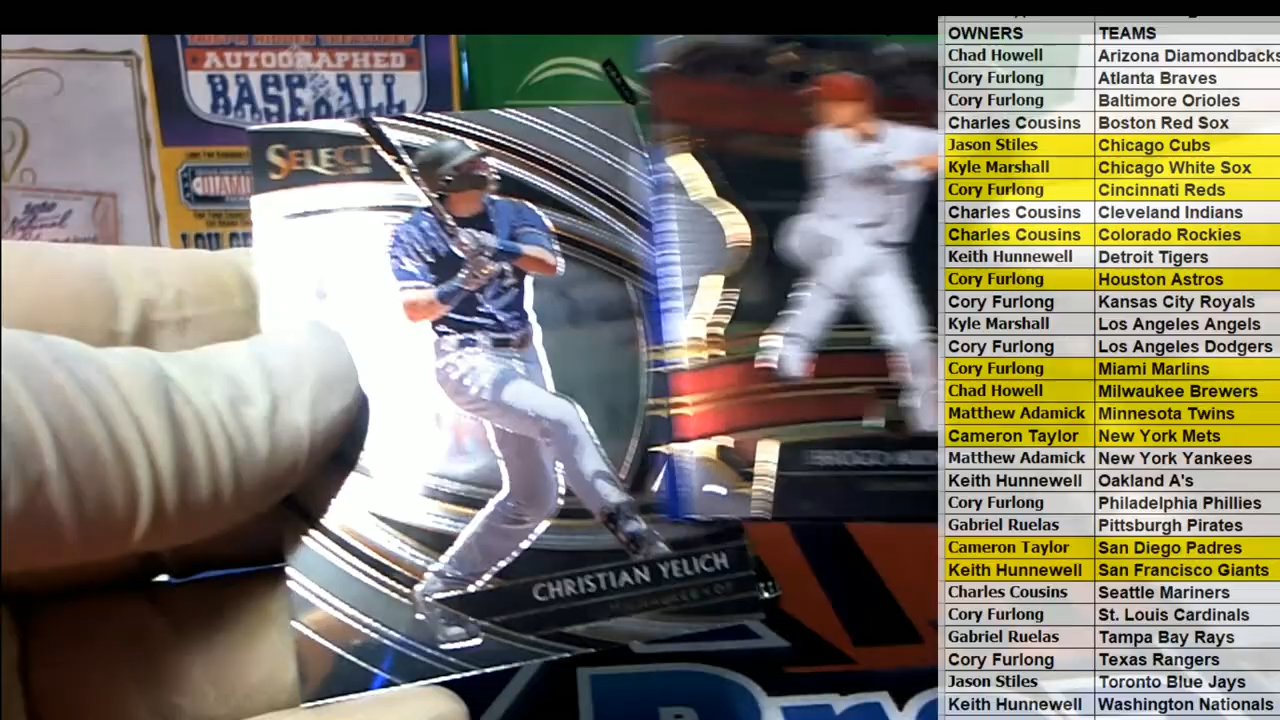 AUTOGRAPHED
BASEBALL
SELECT
CHRISTIAN YELICH
OWNERS TEAMS
Chad Howell Arizona Diamondbacks
Cory Furlong Atlanta Braves
Cory Furlong Baltimore Orioles
Charles Cousins Boston Red Sox
Jason Stiles Chicago Cubs
Kyle Marshall Chicago White Sox
Cory Furlong Cincinnati Reds
Charles Cousins Cleveland Indians
Charles Cousins Colorado Rockies
Keith Hunnewell Detroit Tigers
Cory Furlong Houston Astros
Cory Furlong Kansas City Royals
Kyle Marshall Los Angeles Angels
Cory Furlong Los Angeles Dodgers
Cory Furlong Miami Marlins
Chad Howell Milwaukee Brewers
Matthew Adamick Minnesota Twins
Cameron Taylor New York Mets
Matthew Adamick New York Yankees
Keith Hunnewell Oakland A's
Cory Furlong Philadelphia Phillies
Gabriel Ruelas Pittsburgh Pirates
Cameron Taylor San Diego Padres
Keith Hunnewell San Francisco Giants
Charles Cousins Seattle Mariners
Cory Furlong St. Louis Cardinals
Gabriel Ruelas Tampa Bay Rays
Cory Furlong Texas Rangers
Jason Stiles Toronto Blue Jays
Keith Hunnewell Washington Nationals